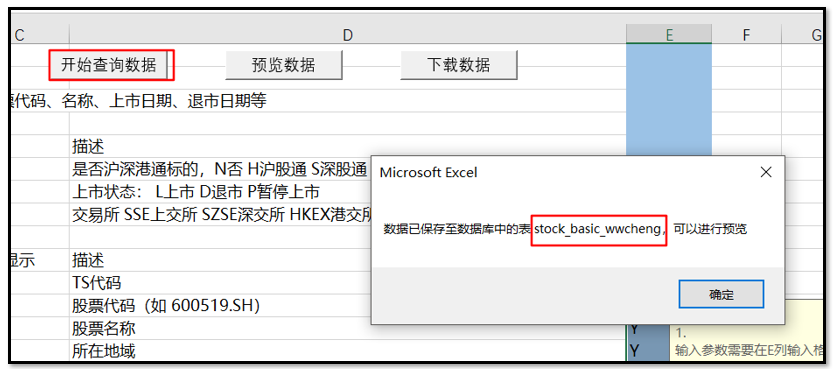 C D E F G
开始查询数据 预览数据 下载数据
票代码、名称、上市日期、退市日期等
描述
是否沪深港通标的，N否 H沪股通 S深股通
上市状态： L上市 D退市 P暂停上市
交易所 SSE上交所 SZSE深交所 HKEX港交所
Microsoft Excel
数据已保存至数据库中的表stock_basic_wwcheng，可以进行预览
确定
显示 描述
TS代码
股票代码（如 600519.SH）
股票名称
所在地域
Y
Y
1.
输入参数需要在E列输入格